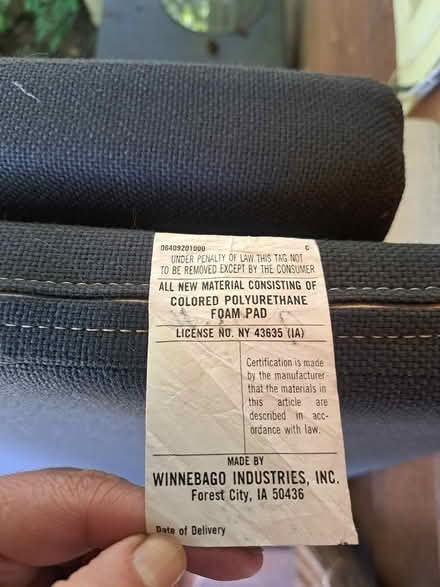 06409201000 C
UNDER PENALTY OF LAW THIS TAG NOT
TO BE REMOVED EXCEPT BY THE CONSUMER
ALL NEW MATERIAL CONSISTING OF
COLORED POLYURETHANE
FOAM PAD
LICENSE NO. NY 43635 (IA)
Certification is made
by the manufacturer
that the materials in
this article are
described in acc-
ordance with law.
MADE BY
WINNEBAGO INDUSTRIES, INC.
Forest City, IA 50436
Date of Delivery